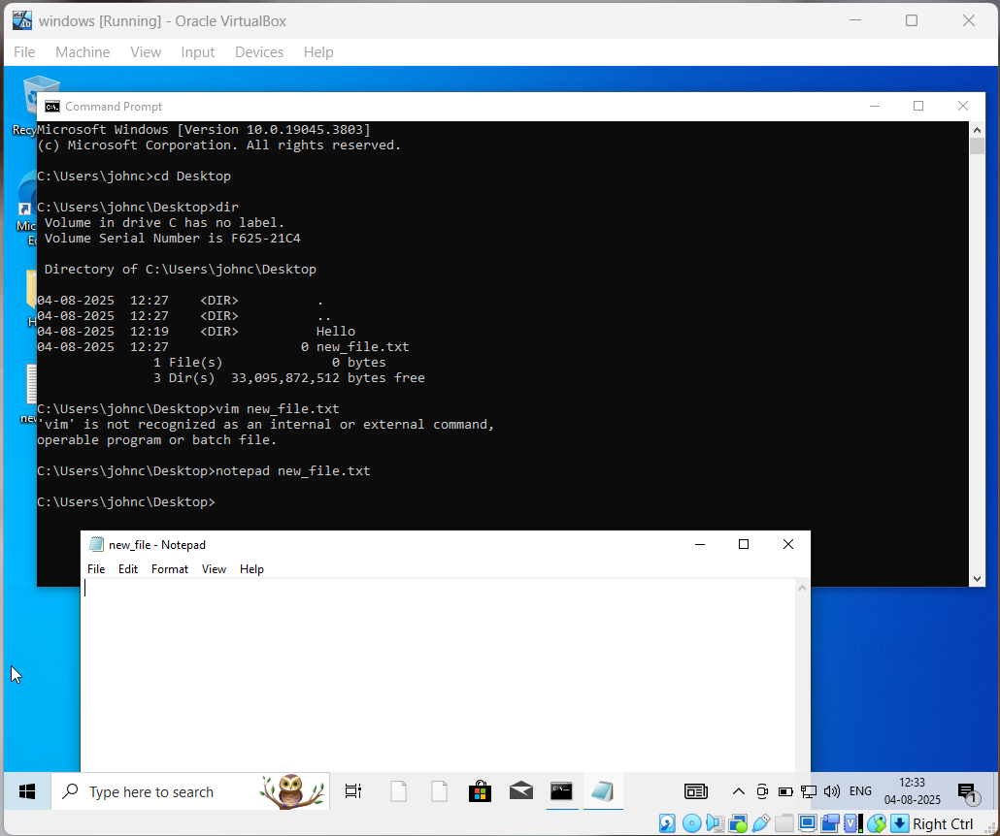 windows [Running] - Oracle VirtualBox
File Machine View Input Devices Help
Command Prompt
Microsoft Windows [Version 10.0.19045.3803]
(c) Microsoft Corporation. All rights reserved.
C:\Users\johnc>cd Desktop
C:\Users\johnc\Desktop>dir
Volume in drive C has no label.
Volume Serial Number is F625-21C4
Directory of C:\Users\johnc\Desktop
04-08-2025 12:27 <DIR> .
04-08-2025 12:27 <DIR> ..
04-08-2025 12:19 <DIR> Hello
04-08-2025 12:27 0 new_file.txt
1 File(s) 0 bytes
3 Dir(s) 33,095,872,512 bytes free
C:\Users\johnc\Desktop>vim new_file.txt
'vim' is not recognized as an internal or external command,
operable program or batch file.
C:\Users\johnc\Desktop>notepad new_file.txt
C:\Users\johnc\Desktop>
Recy
Mic
E
H
new
new_file - Notepad
File Edit Format View Help
Type here to search
ENG
12:33
04-08-2025
1
Right Ctrl